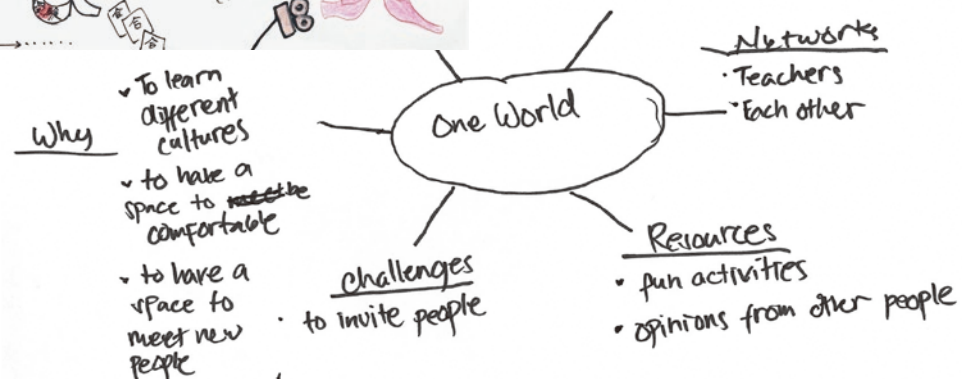 One World
Why
To learn
different
cultures
to have a
space to be
comfortable
to have a
space to
meet new
people
challenges
to invite people
Resources
fun activities
opinions from other people
Networks
Teachers
Each other